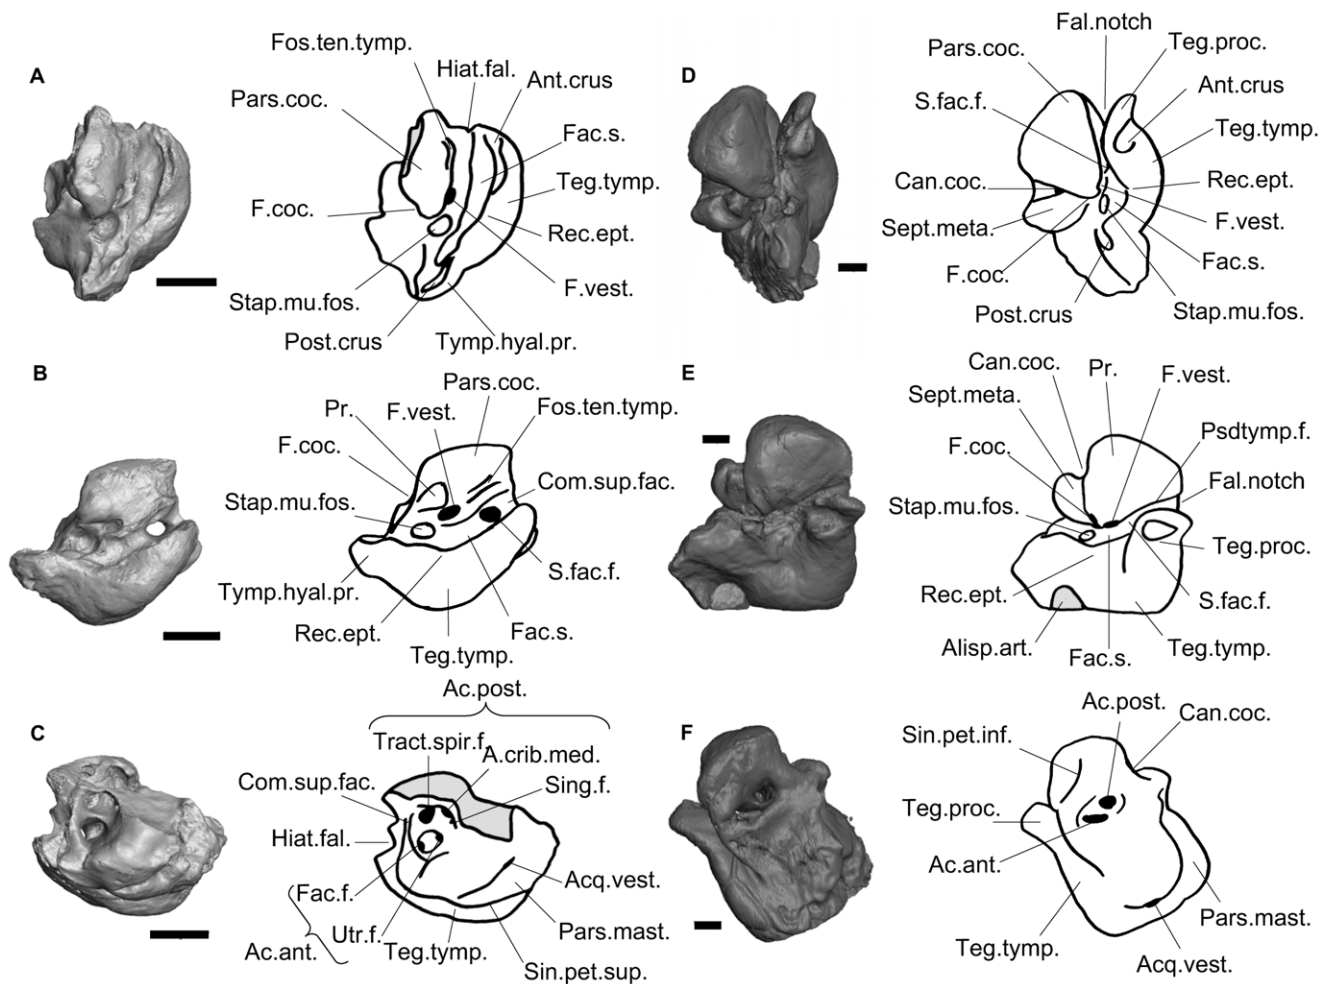 A
Fos.ten.tymp.
Hiat.fal.
Ant.crus
Pars.coc.
Fac.s.
Teg.tymp.
F.coc.
Rec.ept.
F.vest.
Stap.mu.fos.
Post.crus
Tymp.hyal.pr.
D
Fal.notch
Pars.coc.
Teg.proc.
S.fac.f.
Ant.crus
Teg.tymp.
Can.coc.
Rec.ept.
Sept.meta.
F.vest.
F.coc.
Fac.s.
Post.crus
Stap.mu.fos.
B
Pars.coc.
Pr.
F.vest.
Fos.ten.tymp.
F.coc.
Com.sup.fac.
Stap.mu.fos.
S.fac.f.
Tymp.hyal.pr.
Rec.ept.
Fac.s.
Teg.tymp.
E
Can.coc.
Pr.
F.vest.
Sept.meta.
Psdtymp.f.
F.coc.
Fal.notch
Stap.mu.fos.
Teg.proc.
Rec.ept.
S.fac.f.
Alisp.art.
Fac.s.
Teg.tymp.
C
Ac.post.
Tract.spir.f.
A.crib.med.
Com.sup.fac.
Sing.f.
Hiat.fal.
Fac.f.
Acq.vest.
Ac.ant.
Utr.f.
Teg.tymp.
Pars.mast.
Sin.pet.sup.
F
Ac.post.
Can.coc.
Sin.pet.inf.
Teg.proc.
Ac.ant.
Pars.mast.
Teg.tymp.
Acq.vest.